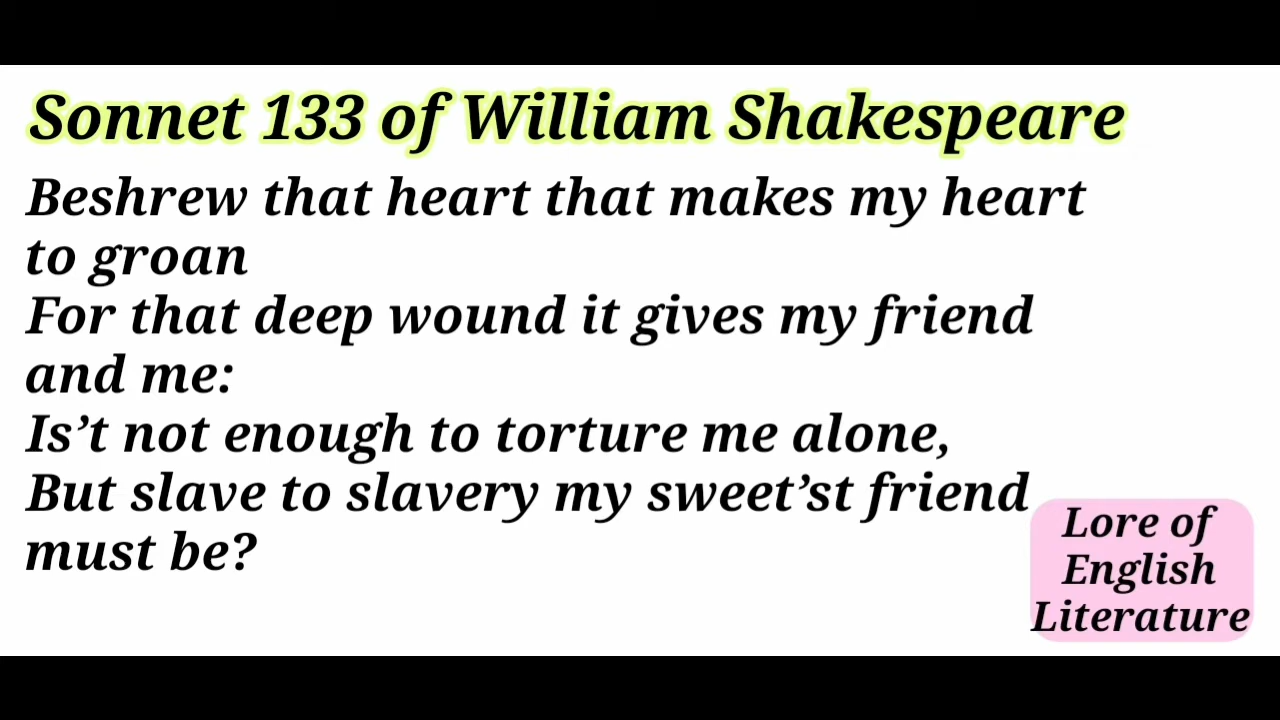 Sonnet 133 of William Shakespeare
Beshrew that heart that makes my heart
to groan
For that deep wound it gives my friend
and me:
Is’t not enough to torture me alone,
But slave to slavery my sweet’st friend
must be?
Lore of
English
Literature